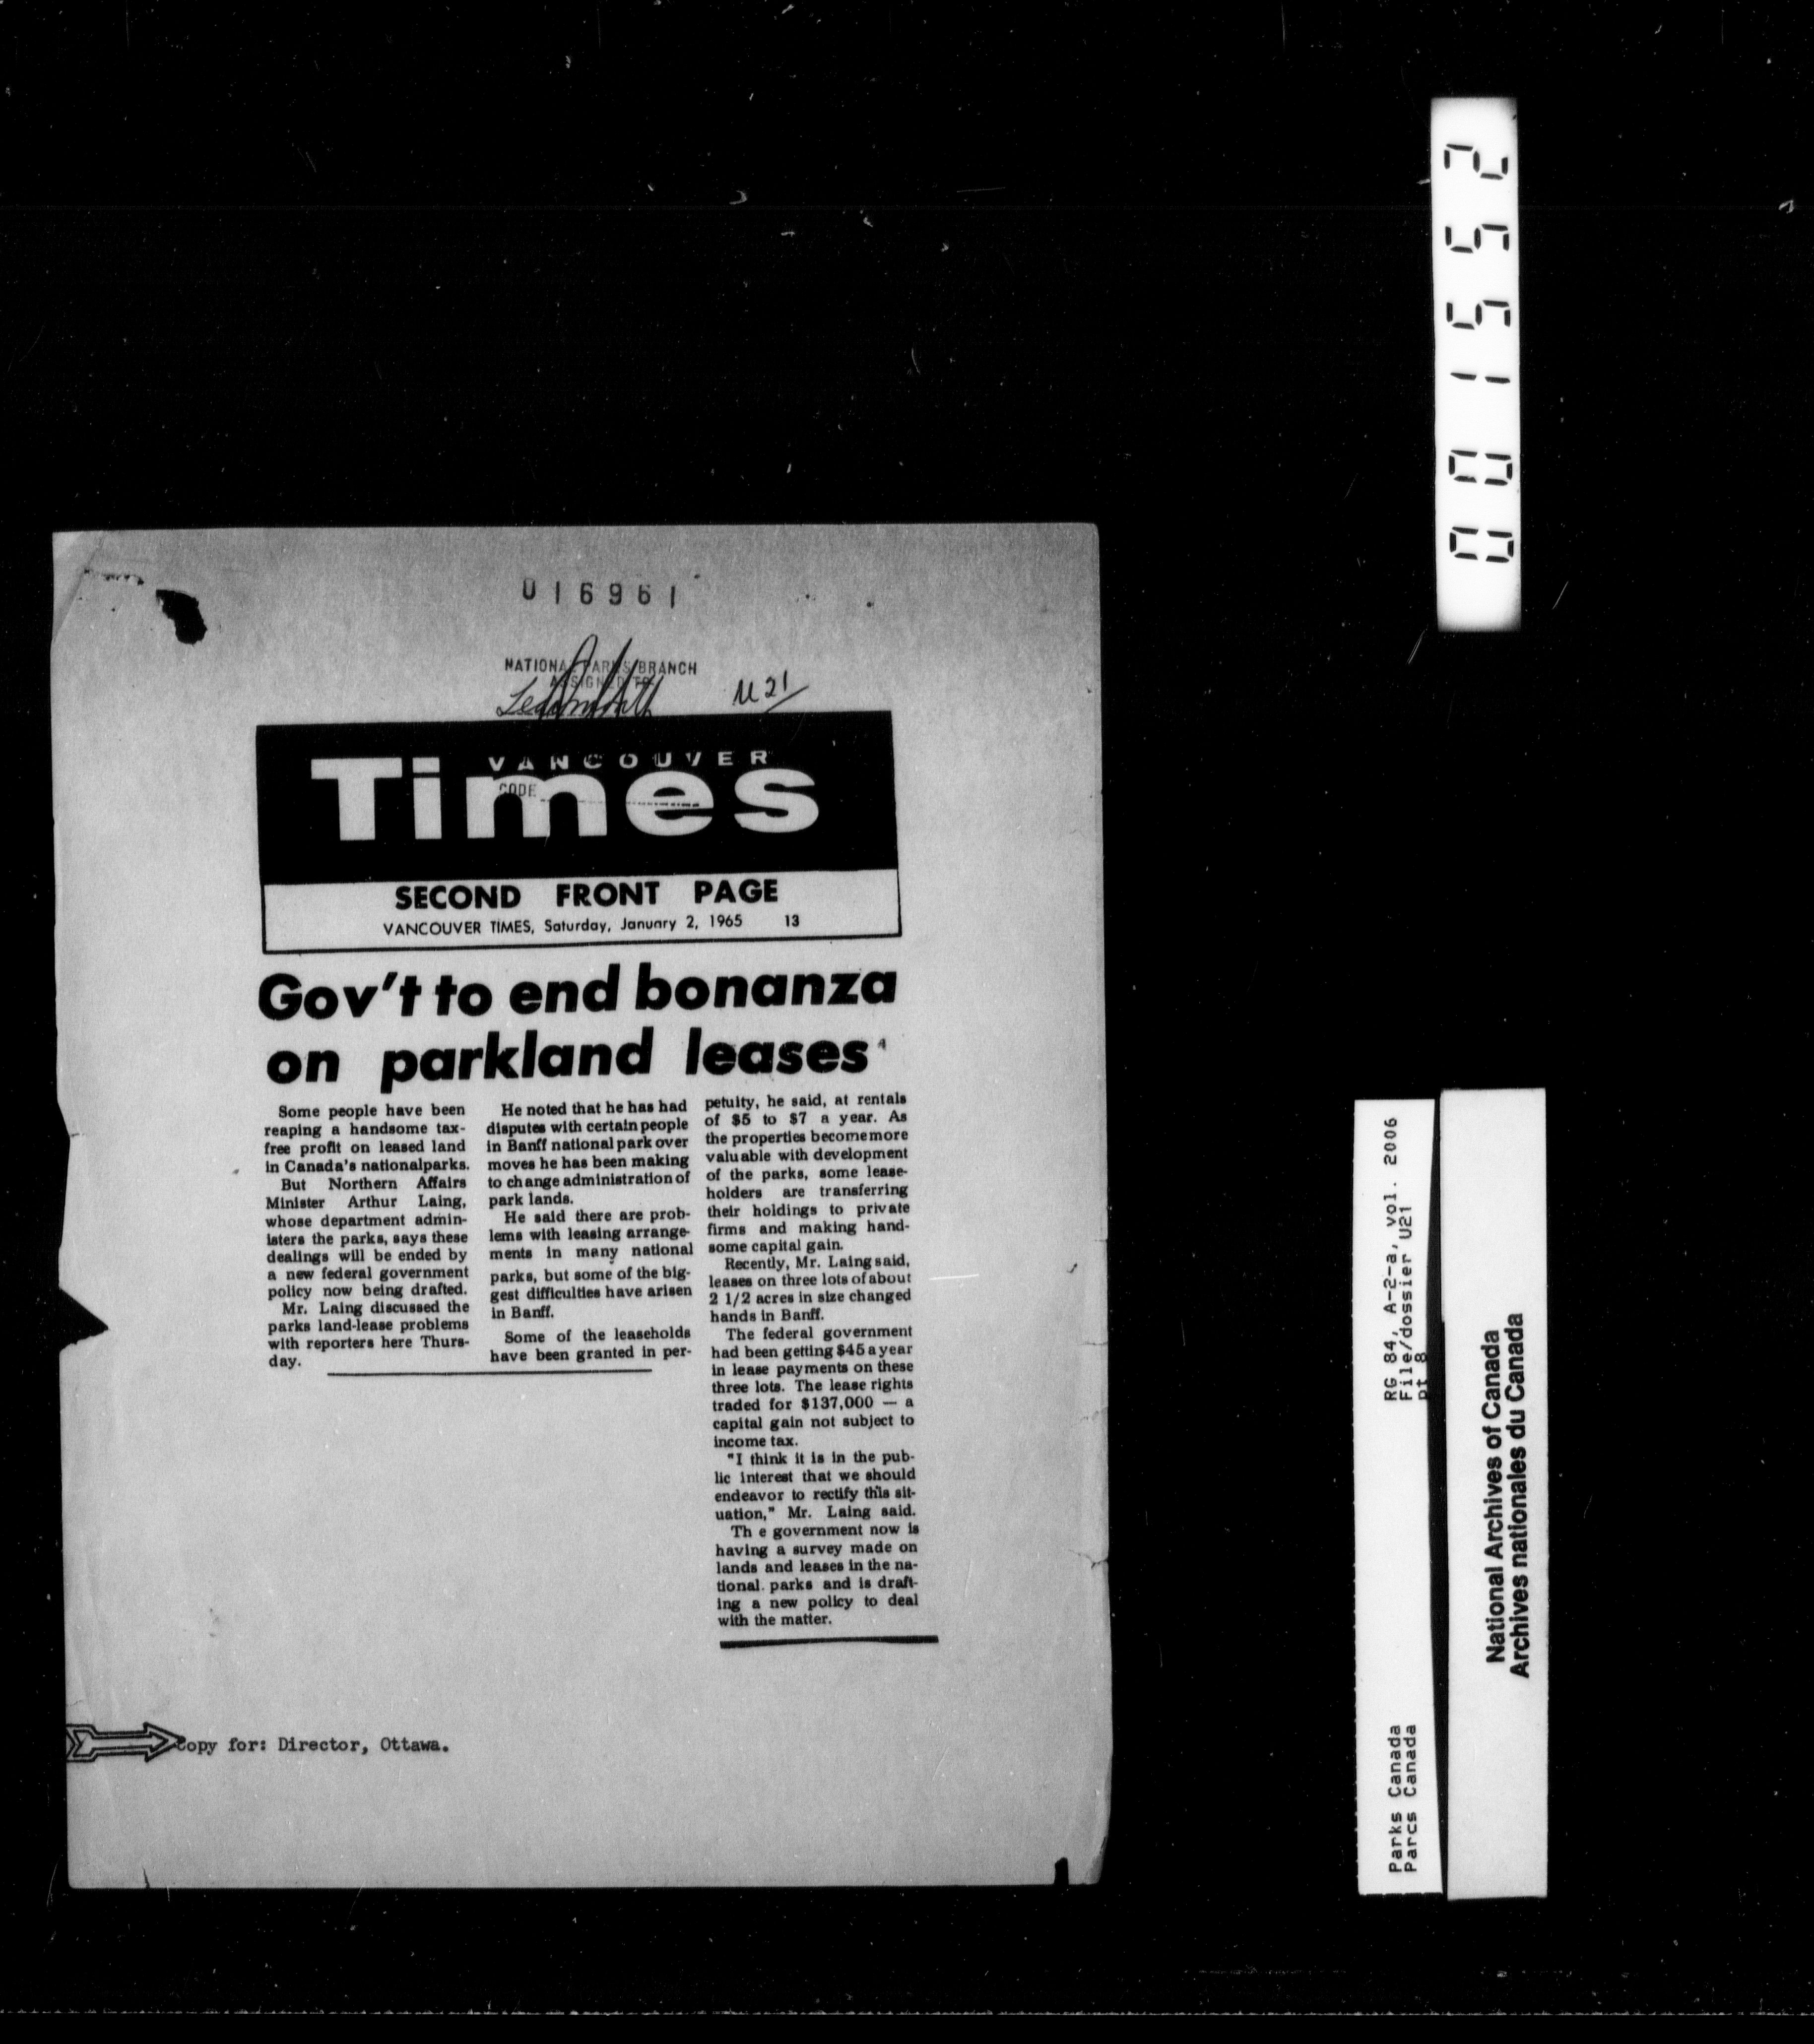 016961
NATIONAL PARKS BRANCH
ASSIGNED TO
U21
VANCOUVER
Times
CODE
SECOND FRONT PAGE
VANCOUVER TIMES, Saturday, January 2, 1965 13
Gov't to end bonanza
on parkland leases
Some people have been
reaping a handsome tax-
free profit on leased land
in Canada's nationalparks.
But Northern Affairs
Minister Arthur Laing,
whose department admin-
isters the parks, says these
dealings will be ended by
a new federal government
policy now being drafted.
Mr. Laing discussed the
parks land-lease problems
with reporters here Thurs-
day.
He noted that he has had
disputes with certain people
in Banff national park over
moves he has been making
to change administration of
park lands.
He said there are prob-
lems with leasing arrange-
ments in many national
parks, but some of the big-
gest difficulties have arisen
in Banff.
Some of the leaseholds
have been granted in per-
petuity, he said, at rentals
of $5 to $7 a year. As
the properties become more
valuable with development
of the parks, some lease-
holders are transferring
their holdings to private
firms and making hand-
some capital gain.
Recently, Mr. Laing said,
leases on three lots of about
2 1/2 acres in size changed
hands in Banff.
The federal government
had been getting $45 a year
in lease payments on these
three lots. The lease rights
traded for $137,000 — a
capital gain not subject to
income tax.
"I think it is in the pub-
lic interest that we should
endeavor to rectify this sit-
uation," Mr. Laing said.
Th e government now is
having a survey made on
lands and leases in the na-
tional parks and is draft-
ing a new policy to deal
with the matter.
Copy for: Director, Ottawa.
001552
RG 84, A-2-a, vol. 2006
File/dossier U21
pt 8
Parks Canada
Parcs Canada
National Archives of Canada
Archives nationales du Canada